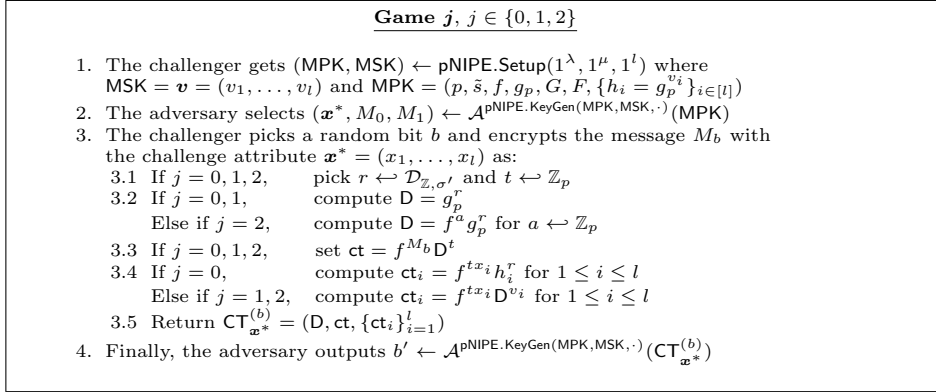 Game j, j ∈ {0, 1, 2}
1. The challenger gets (MPK, MSK) ← pNIPE.Setup(1^λ, 1^μ, 1^l) where
MSK = v = (v_1, . . . , v_l) and MPK = (p, s̃, f, g_p, G, F, {h_i = g_p^{v_i}}_{i∈[l]})
2. The adversary selects (x^*, M_0, M_1) ← A^{pNIPE.KeyGen(MPK,MSK,·)}(MPK)
3. The challenger picks a random bit b and encrypts the message M_b with
the challenge attribute x^* = (x_1, . . . , x_l) as:
3.1 If j = 0, 1, 2, pick r ↩ D_{ℤ,σ′} and t ↩ ℤ_p
3.2 If j = 0, 1, compute D = g_p^r
Else if j = 2, compute D = f^a g_p^r for a ↩ ℤ_p
3.3 If j = 0, 1, 2, set ct = f^{M_b} D^t
3.4 If j = 0, compute ct_i = f^{tx_i} h_i^r for 1 ≤ i ≤ l
Else if j = 1, 2, compute ct_i = f^{tx_i} D^{v_i} for 1 ≤ i ≤ l
3.5 Return CT_{x^*}^{(b)} = (D, ct, {ct_i}_{i=1}^l)
4. Finally, the adversary outputs b′ ← A^{pNIPE.KeyGen(MPK,MSK,·)}(CT_{x^*}^{(b)})